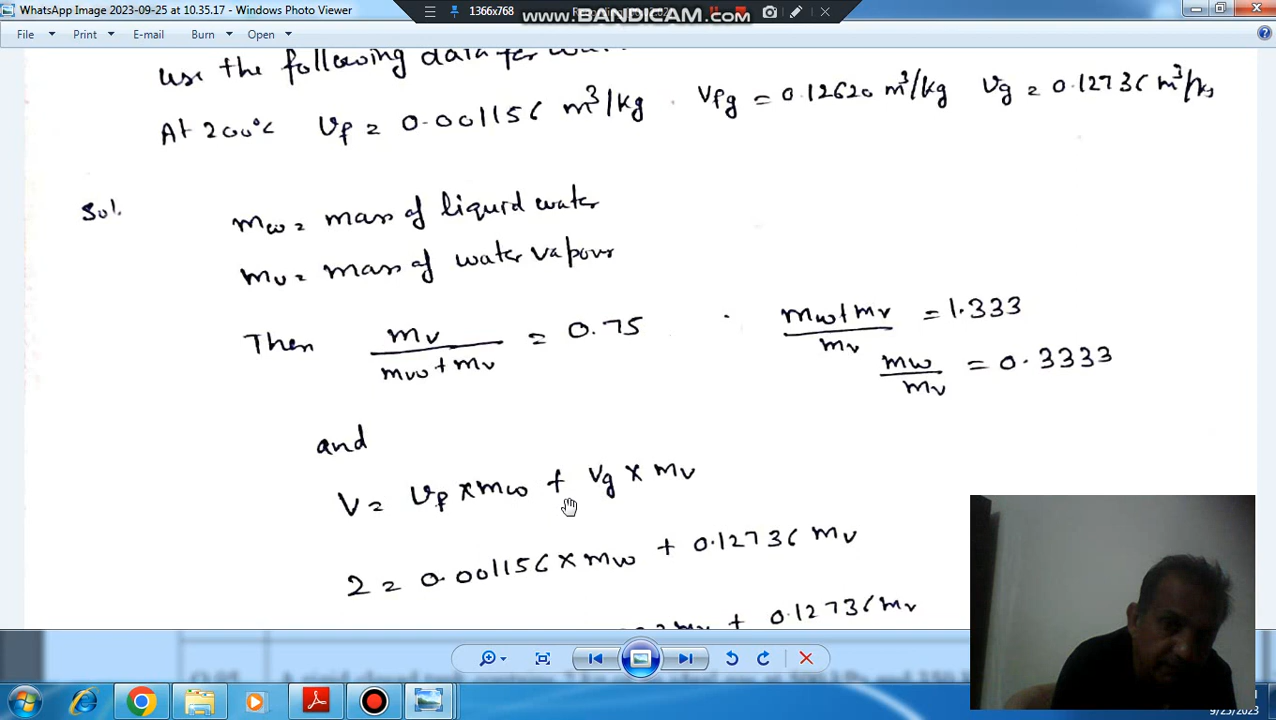 WhatsApp Image 2023-09-25 at 10.35.17 - Windows Photo Viewer
1366x768
www.BANDICAM.com
File Print E-mail Burn Open
use the following data for
At 200°C Vf = 0.001156 m³/kg . Vfg = 0.12620 m³/kg Vg = 0.12736 m³/kg
Sol.
mw = mass of liquid water
mv = mass of water vapour
Then mv / mw + mv = 0.75 . mw + mv / mv = 1.333
mw / mv = 0.3333
and
V = Vf × mw + Vg × mv
2 = 0.001156 × mw + 0.12736 mv
mv + 0.12736 mv
9/25/2023